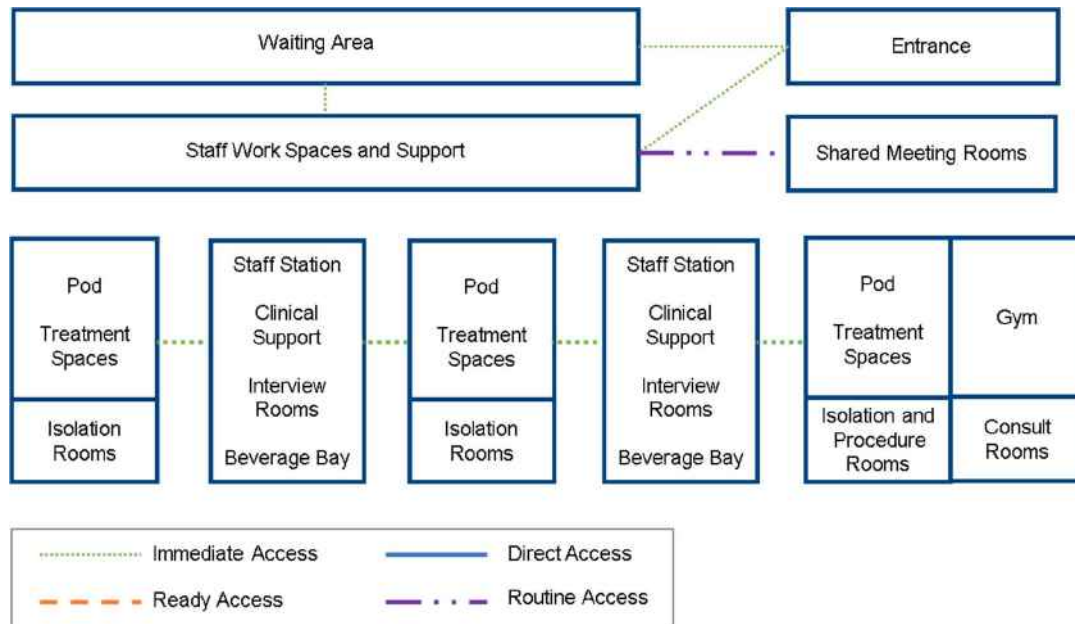 Waiting Area
Entrance
Staff Work Spaces and Support
Shared Meeting Rooms
Pod
Treatment
Spaces
Isolation
Rooms
Staff Station
Clinical
Support
Interview
Rooms
Beverage Bay
Pod
Treatment
Spaces
Isolation
Rooms
Staff Station
Clinical
Support
Interview
Rooms
Beverage Bay
Pod
Treatment
Spaces
Isolation and
Procedure
Rooms
Gym
Consult
Rooms
Immediate Access
Direct Access
Ready Access
Routine Access